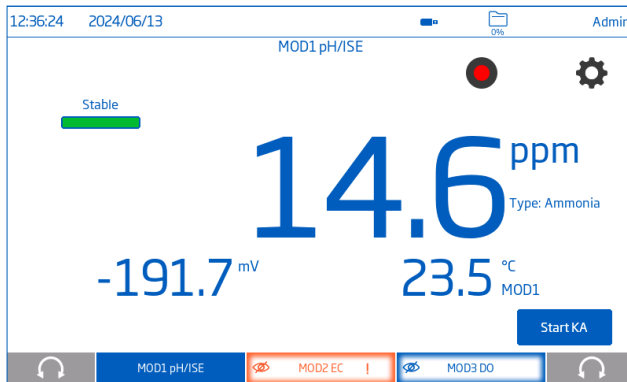 12:36:24 2024/06/13 0% Admin
MOD1 pH/ISE
Stable
14.6 ppm
Type: Ammonia
-191.7 mV 23.5 °C
MOD1
Start KA
MOD1 pH/ISE MOD2 EC ! MOD3 DO